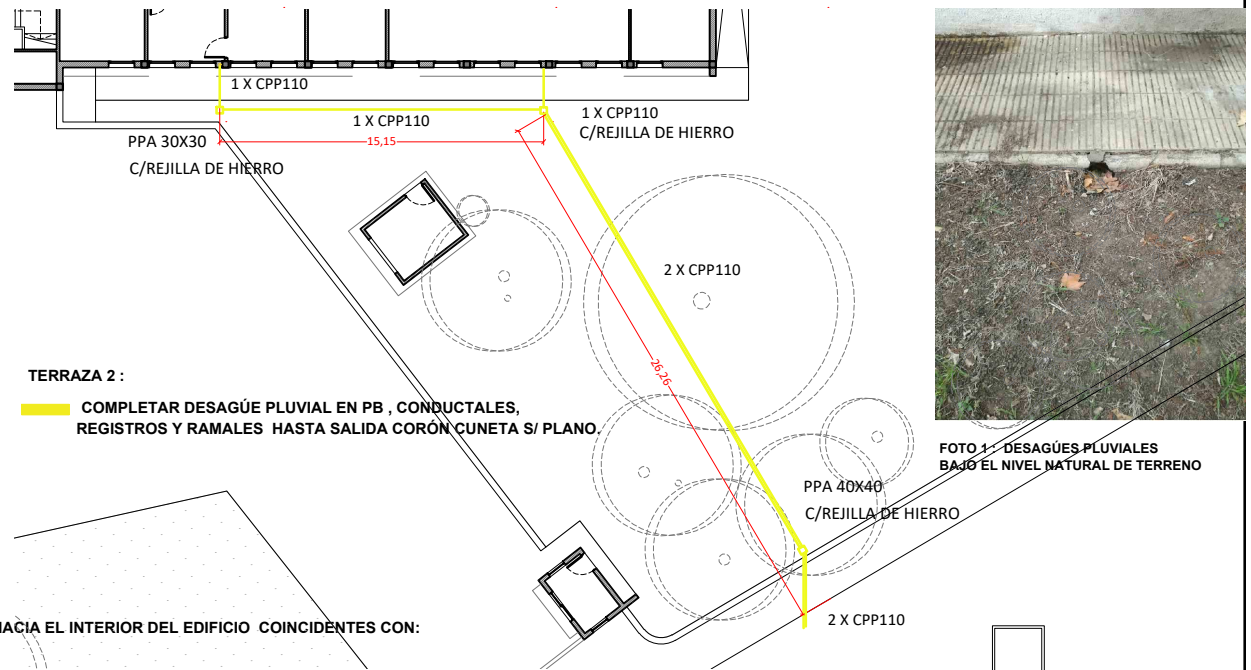 1 X CPP110
1 X CPP110
1 X CPP110
C/REJILLA DE HIERRO
PPA 30X30
C/REJILLA DE HIERRO
15,15
2 X CPP110
26,26
TERRAZA 2 :
COMPLETAR DESAGÚE PLUVIAL EN PB , CONDUCTALES,
REGISTROS Y RAMALES HASTA SALIDA CORÓN CUNETA S/ PLANO.
FOTO 1 : DESAGÚES PLUVIALES
BAJO EL NIVEL NATURAL DE TERRENO
PPA 40X40
C/REJILLA DE HIERRO
2 X CPP110
HACIA EL INTERIOR DEL EDIFICIO COINCIDENTES CON: